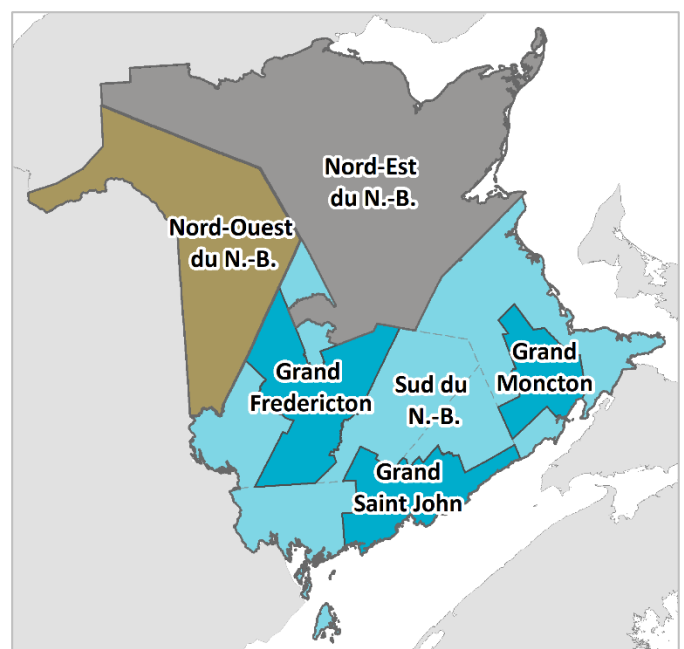 Nord-Est
du N.-B.
Nord-Ouest
du N.-B.
Grand
Moncton
Grand
Fredericton
Sud du
N.-B.
Grand
Saint John